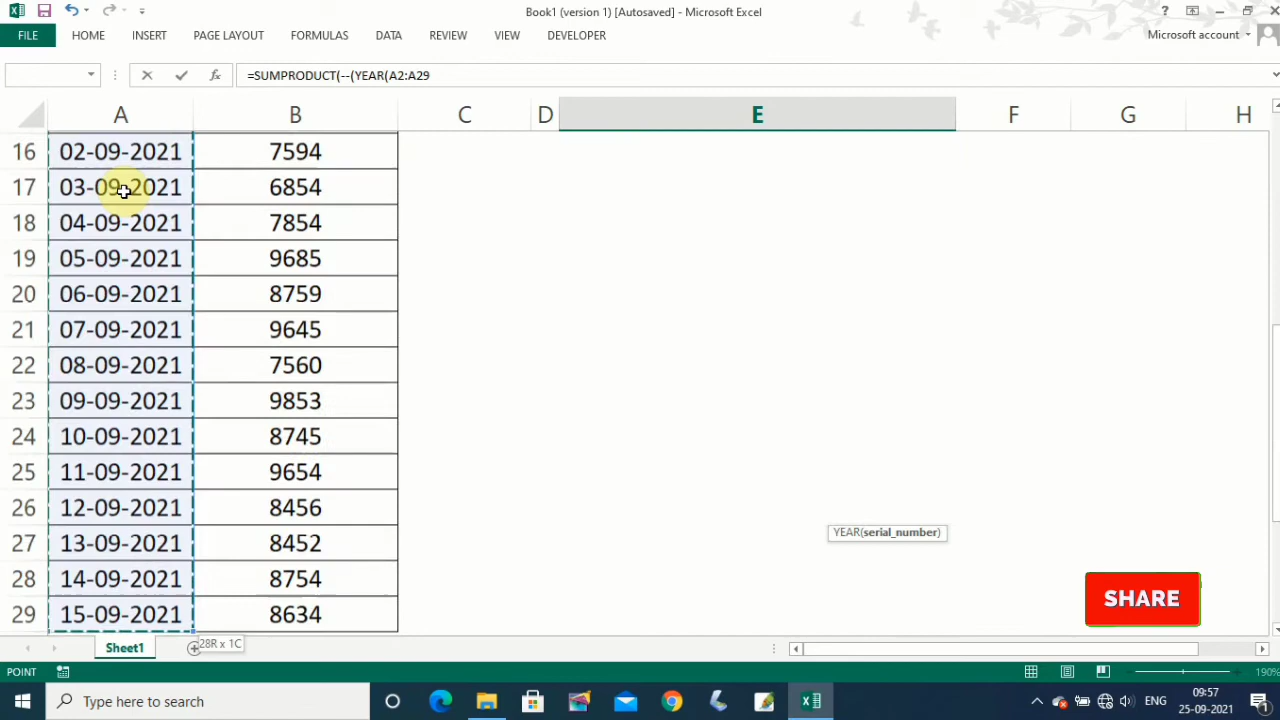 Book1 (version 1) [Autosaved] - Microsoft Excel
FILE HOME INSERT PAGE LAYOUT FORMULAS DATA REVIEW VIEW DEVELOPER Microsoft account
=SUMPRODUCT(--(YEAR(A2:A29
A B C D E F G H
16 02-09-2021 7594
17 03-09-2021 6854
18 04-09-2021 7854
19 05-09-2021 9685
20 06-09-2021 8759
21 07-09-2021 9645
22 08-09-2021 7560
23 09-09-2021 9853
24 10-09-2021 8745
25 11-09-2021 9654
26 12-09-2021 8456
27 13-09-2021 8452
28 14-09-2021 8754
29 15-09-2021 8634
YEAR(serial_number)
SHARE
Sheet1 28R x 1C
POINT 190%
Type here to search ENG 09:57
25-09-2021